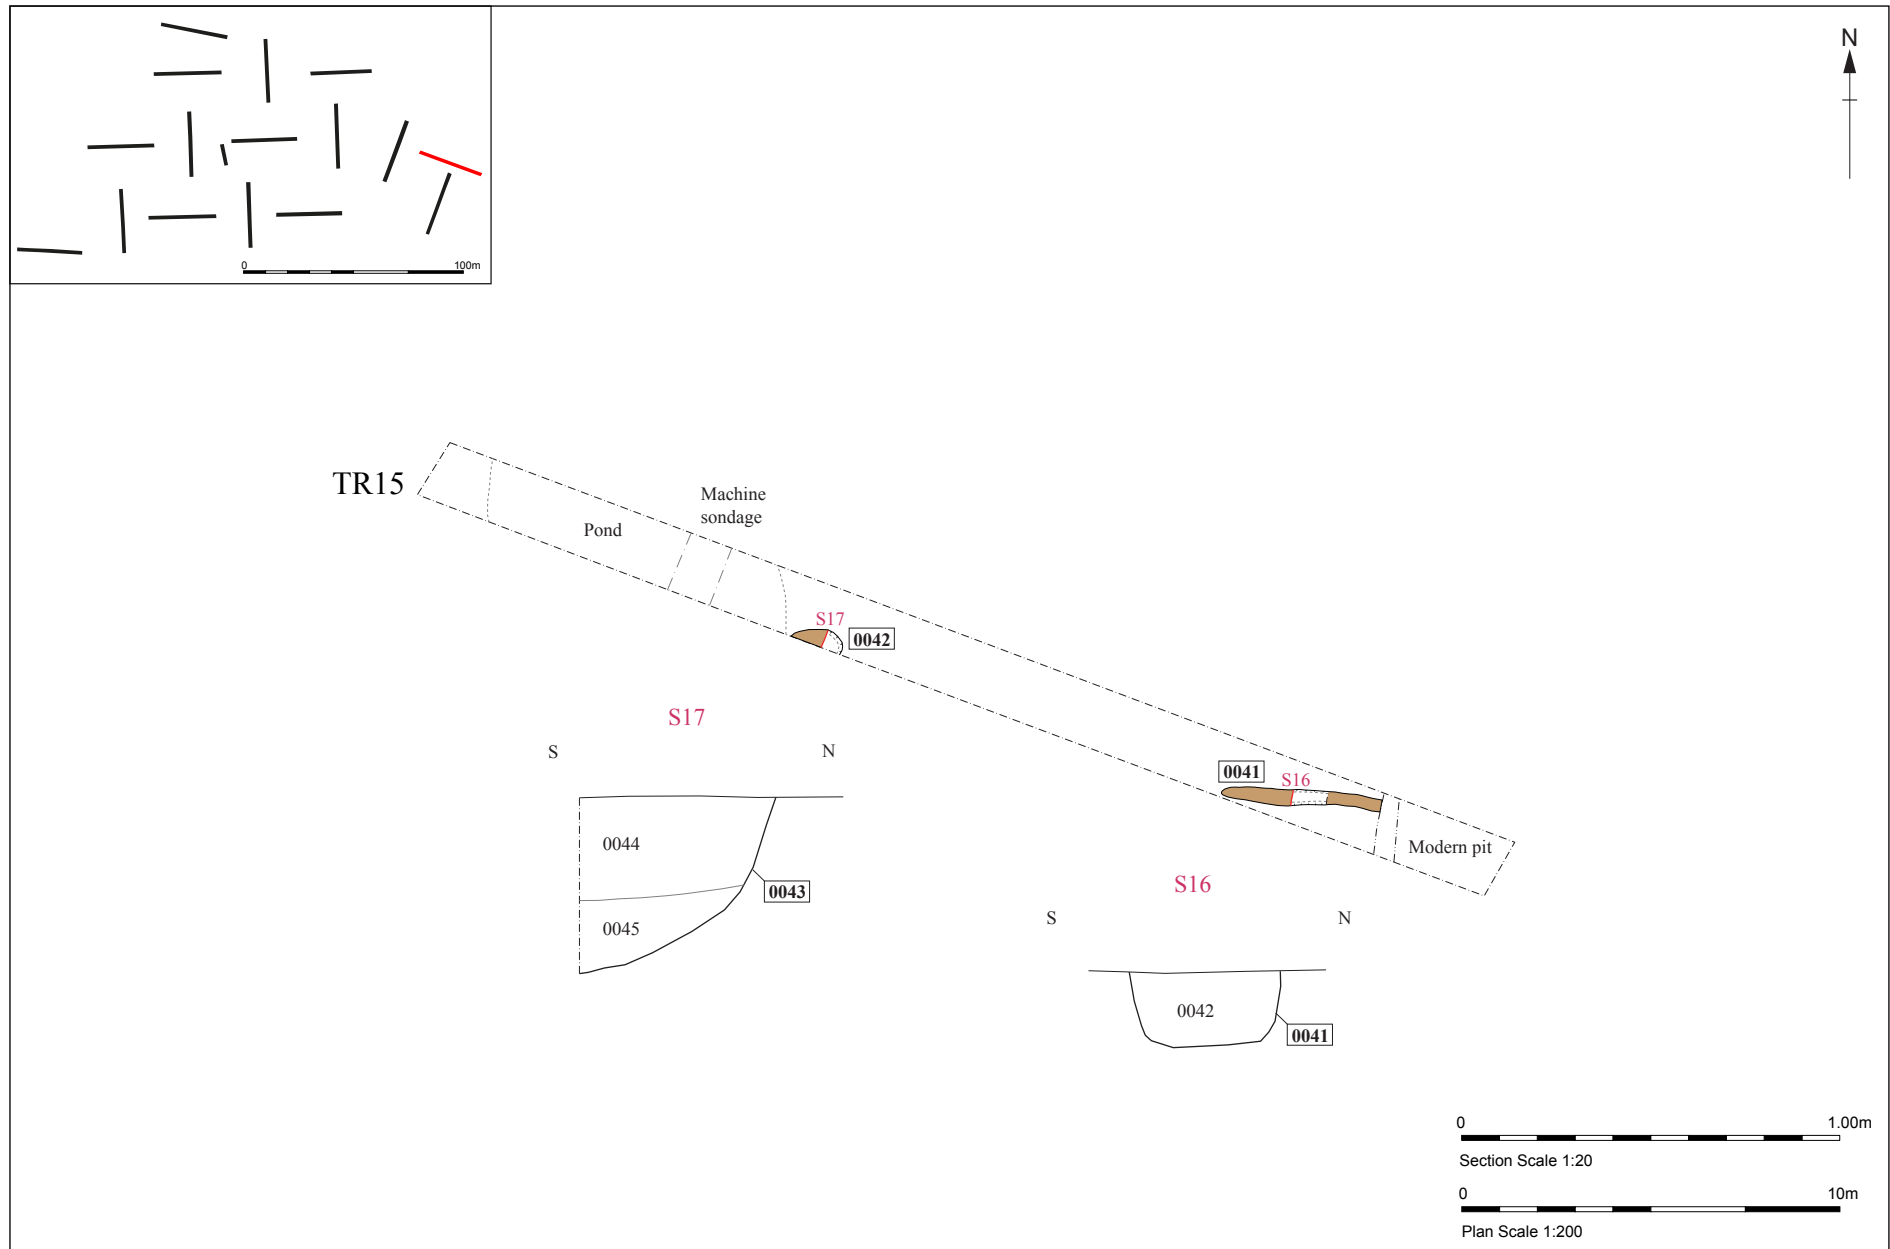 0 100m
N
TR15
Machine
sondage
Pond
S17
0042
S17
S N
0044
0043
0045
0041
S16
Modern pit
S16
S N
0042
0041
0 1.00m
Section Scale 1:20
0 10m
Plan Scale 1:200